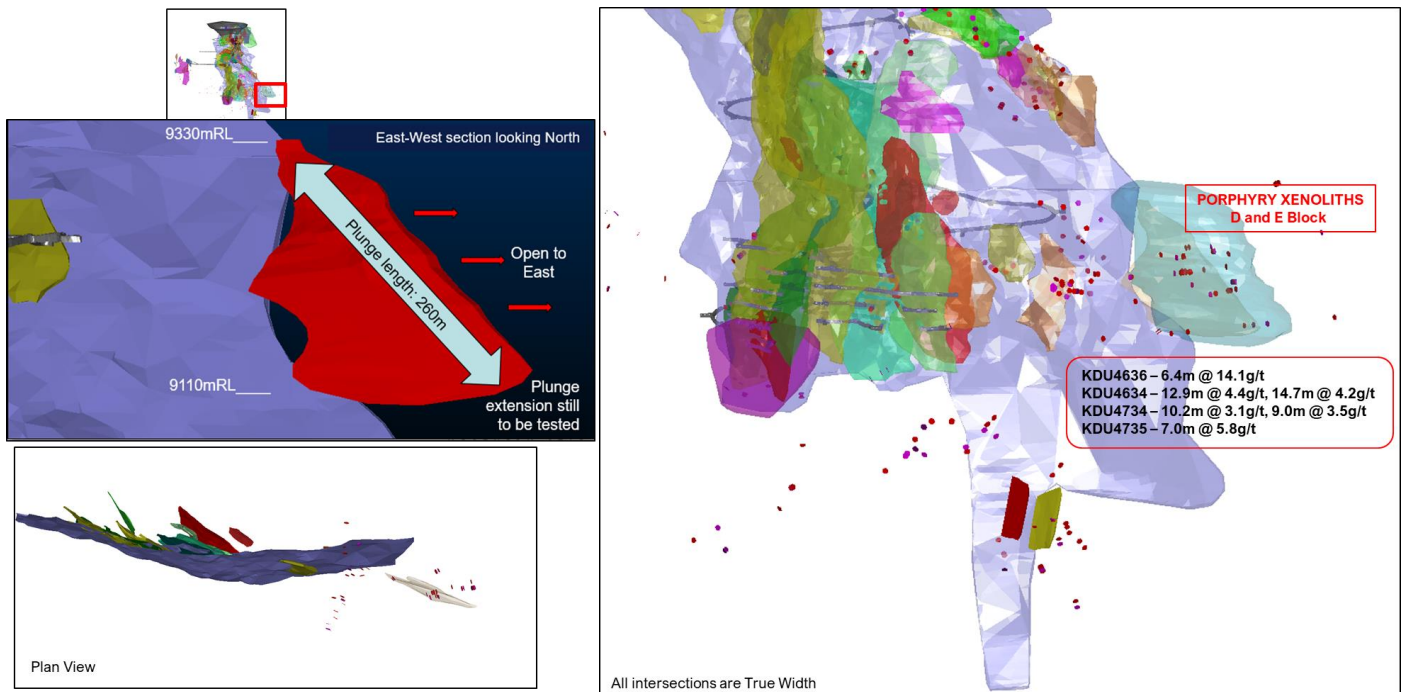 9330mRL
East-West section looking North
Plunge length: 260m
Open to
East
9110mRL
Plunge
extension still
to be tested
Plan View
PORPHYRY XENOLITHS
D and E Block
KDU4636 – 6.4m @ 14.1g/t
KDU4634 – 12.9m @ 4.4g/t, 14.7m @ 4.2g/t
KDU4734 – 10.2m @ 3.1g/t, 9.0m @ 3.5g/t
KDU4735 – 7.0m @ 5.8g/t
All intersections are True Width